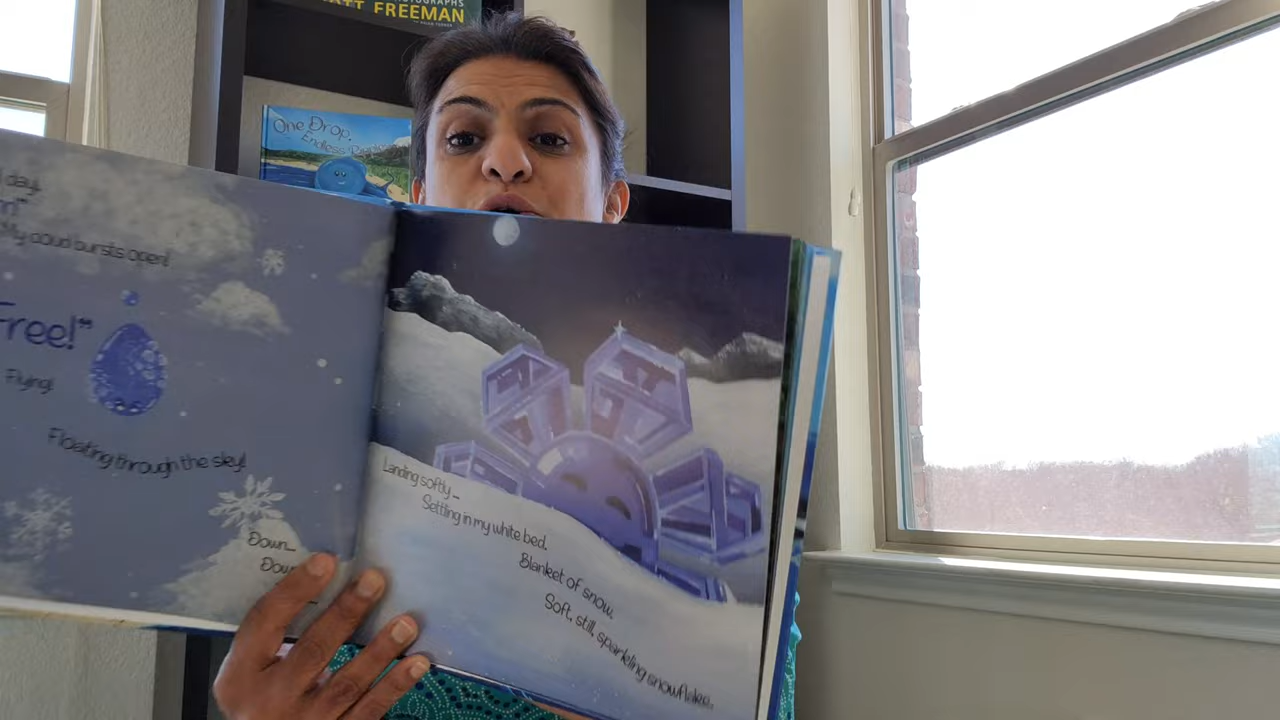 FREEMAN
One Drop,
Endless
day.
My cloud bursts open!
Free!"
Flying!
Floating through the sky!
Down...
Landing softly...
Settling in my white bed.
Blanket of snow.
Soft, still, sparkling snowflake.